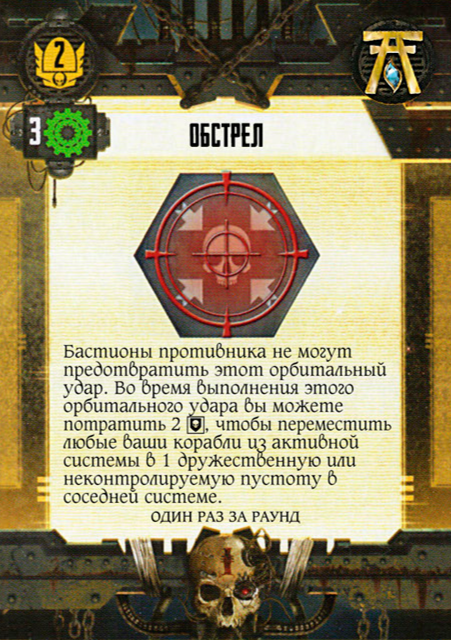 2
3
ОБСТРЕЛ
Бастионы противника не могут
предотвратить этот орбитальный
удар. Во время выполнения этого
орбитального удара вы можете
потратить 2 , чтобы переместить
любые ваши корабли из активной
системы в 1 дружественную или
неконтролируемую пустоту в
соседней системе.
ОДИН РАЗ ЗА РАУНД
I